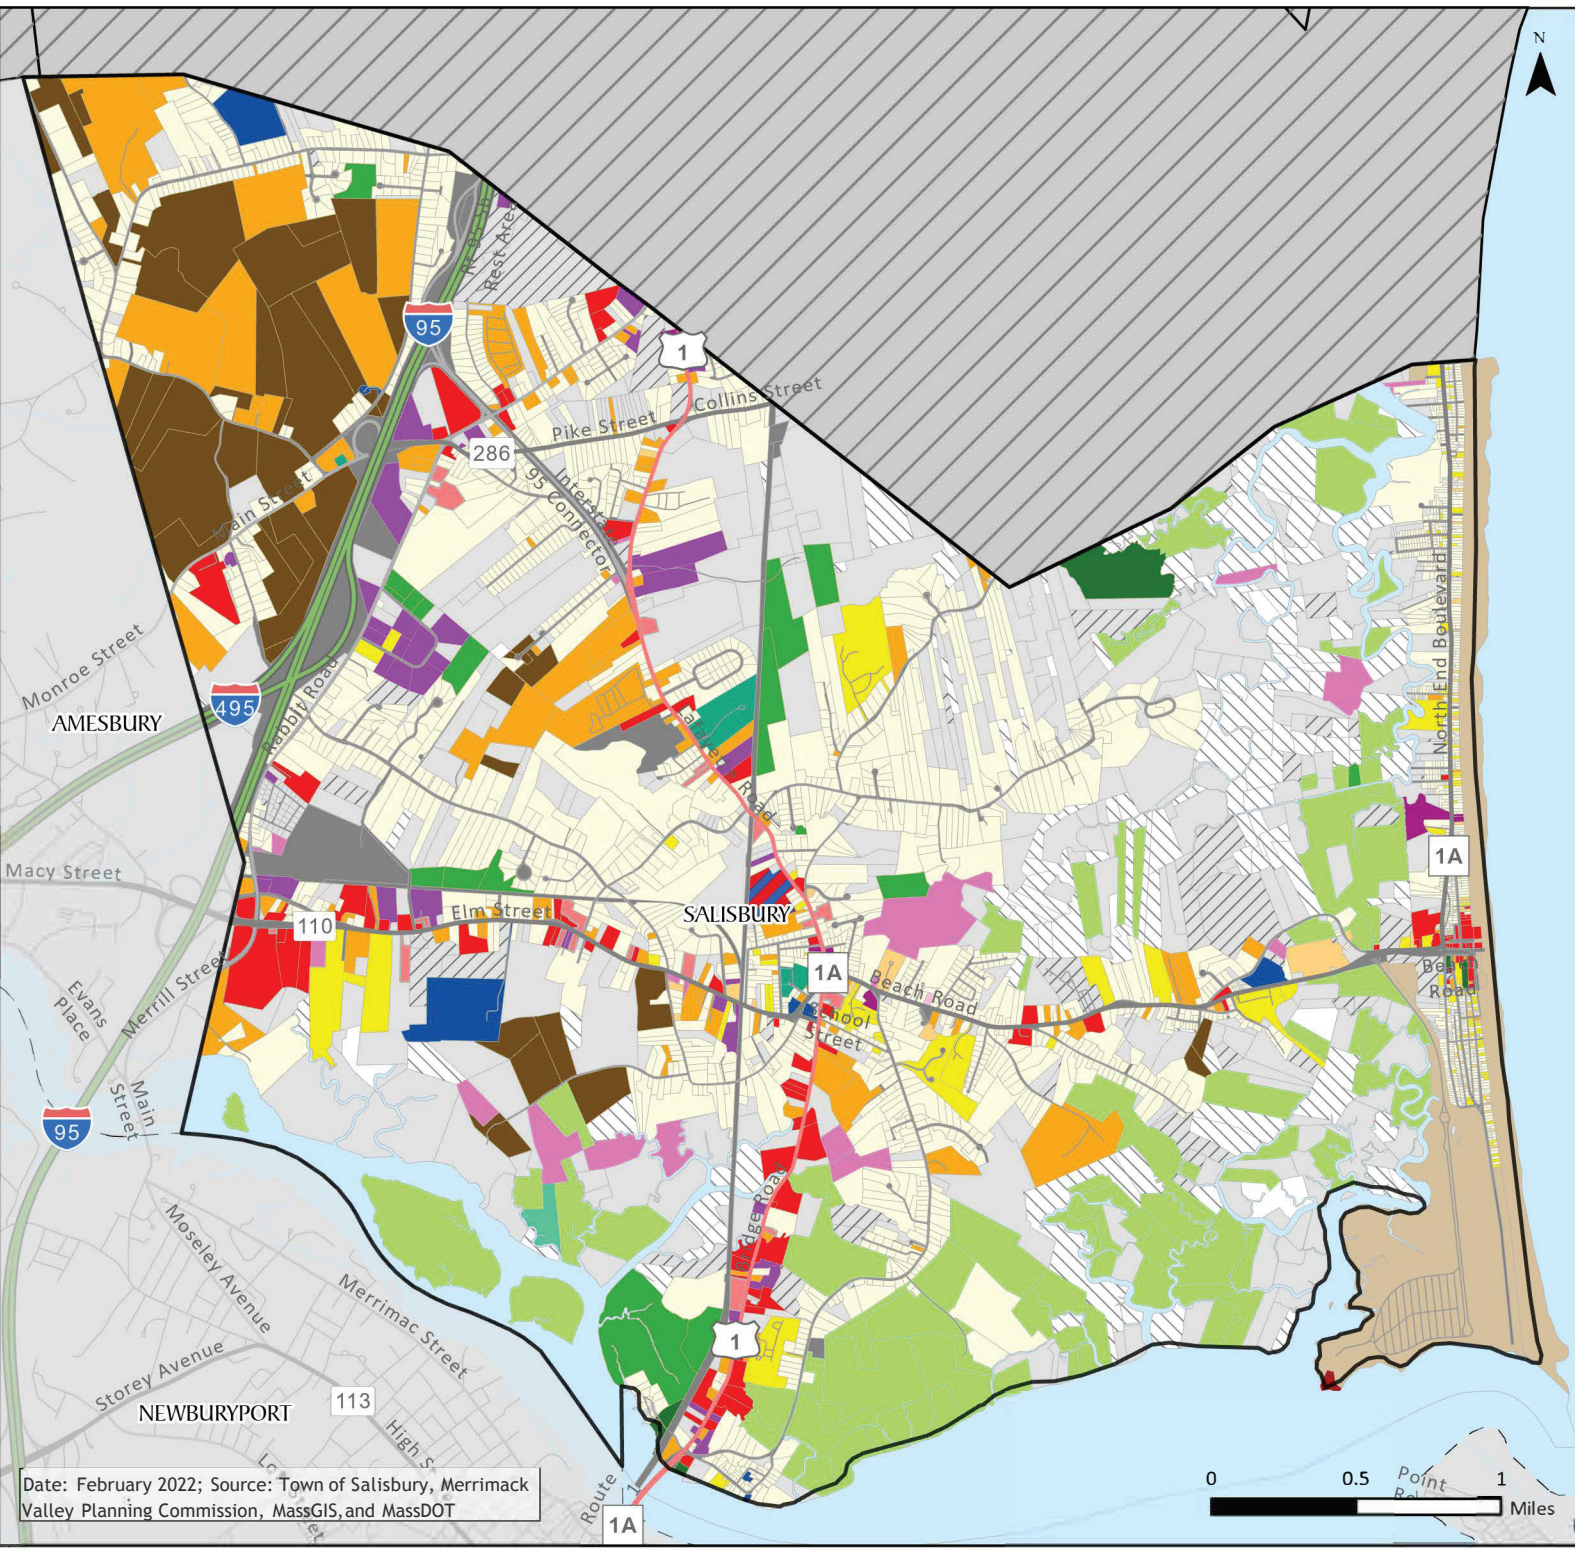 N
Rt 95 Sb
Rest Area
95
1
Collins Street
Pike Street
286
Interstate
95 Connector
Main Street
North End Boulevard
Monroe Street
495
AMESBURY
Rabbit Road
Lafayette Road
Macy Street
1A
110
Elm Street
SALISBURY
1A
Beach Road
Beach
Road
School
Street
Evans
Place
Merrill Street
Main
Street
95
Moseley Avenue
Bridge Road
Merrimac Street
1
Storey Avenue
NEWBURYPORT
113
High S
Route
1
1A
Date: February 2022; Source: Town of Salisbury, Merrimack
Valley Planning Commission, MassGIS, and MassDOT
0 0.5 1
Miles
Point